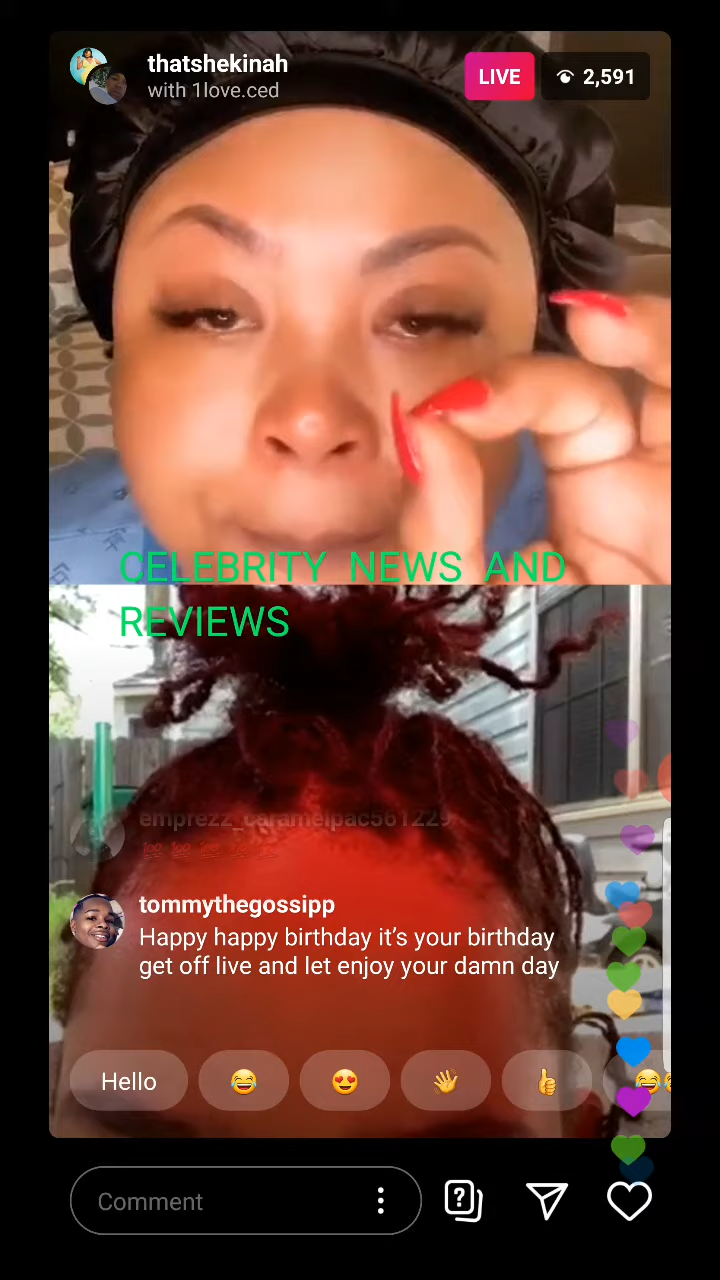 thatshekinah
with 1love.ced
LIVE
2,591
CELEBRITY NEWS AND
REVIEWS
emprezz_caramelpac561229
💯 💯 💯 💯 💯 💯
tommythegossipp
Happy happy birthday it’s your birthday
get off live and let enjoy your damn day
Hello
Comment